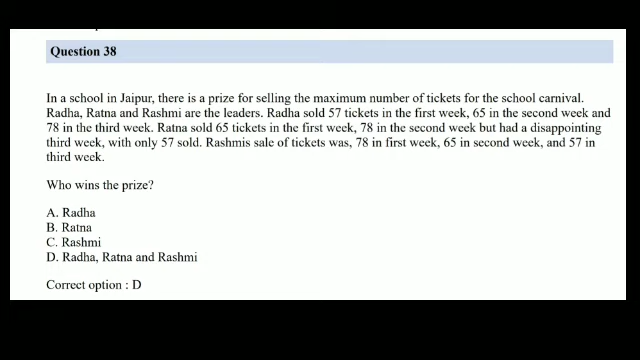 Question 38
In a school in Jaipur, there is a prize for selling the maximum number of tickets for the school carnival.
Radha, Ratna and Rashmi are the leaders. Radha sold 57 tickets in the first week, 65 in the second week and
78 in the third week. Ratna sold 65 tickets in the first week, 78 in the second week but had a disappointing
third week, with only 57 sold. Rashmis sale of tickets was, 78 in first week, 65 in second week, and 57 in
third week.
Who wins the prize?
A. Radha
B. Ratna
C. Rashmi
D. Radha, Ratna and Rashmi
Correct option : D